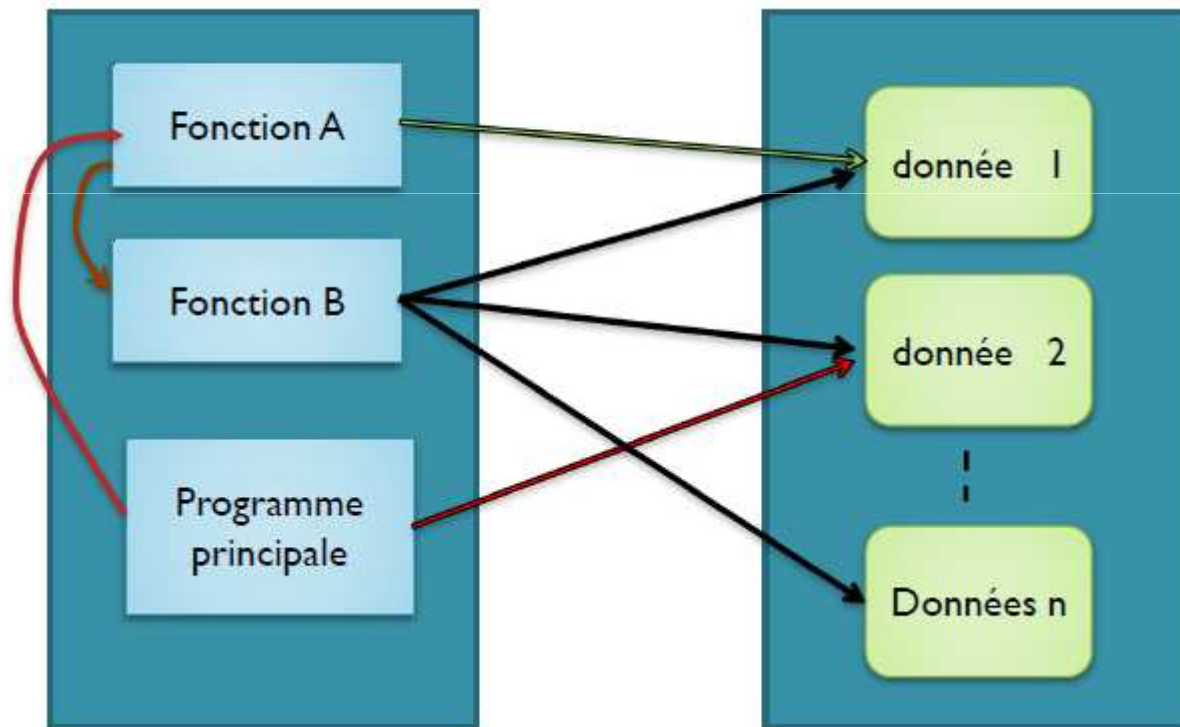 Fonction A
Fonction B
Programme
principale
donnée 1
donnée 2
Données n